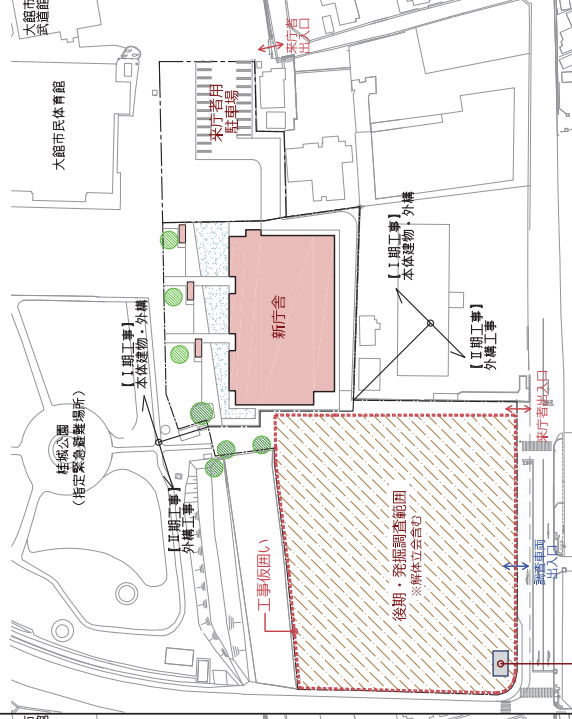 大館市
武道館
大館市民体育館
来庁者
出入口
来庁者用
駐車場
【Ⅰ期工事】
本体建物・外構
新庁舎
【Ⅱ期工事】
外構工事
【Ⅰ期工事】
本体建物・外構
桂城公園
(指定緊急避難場所)
【Ⅱ期工事】
外構工事
来庁者出入口
後期・発掘調査範囲
※解体立会含む
工事仮囲い
調査車両
出入口